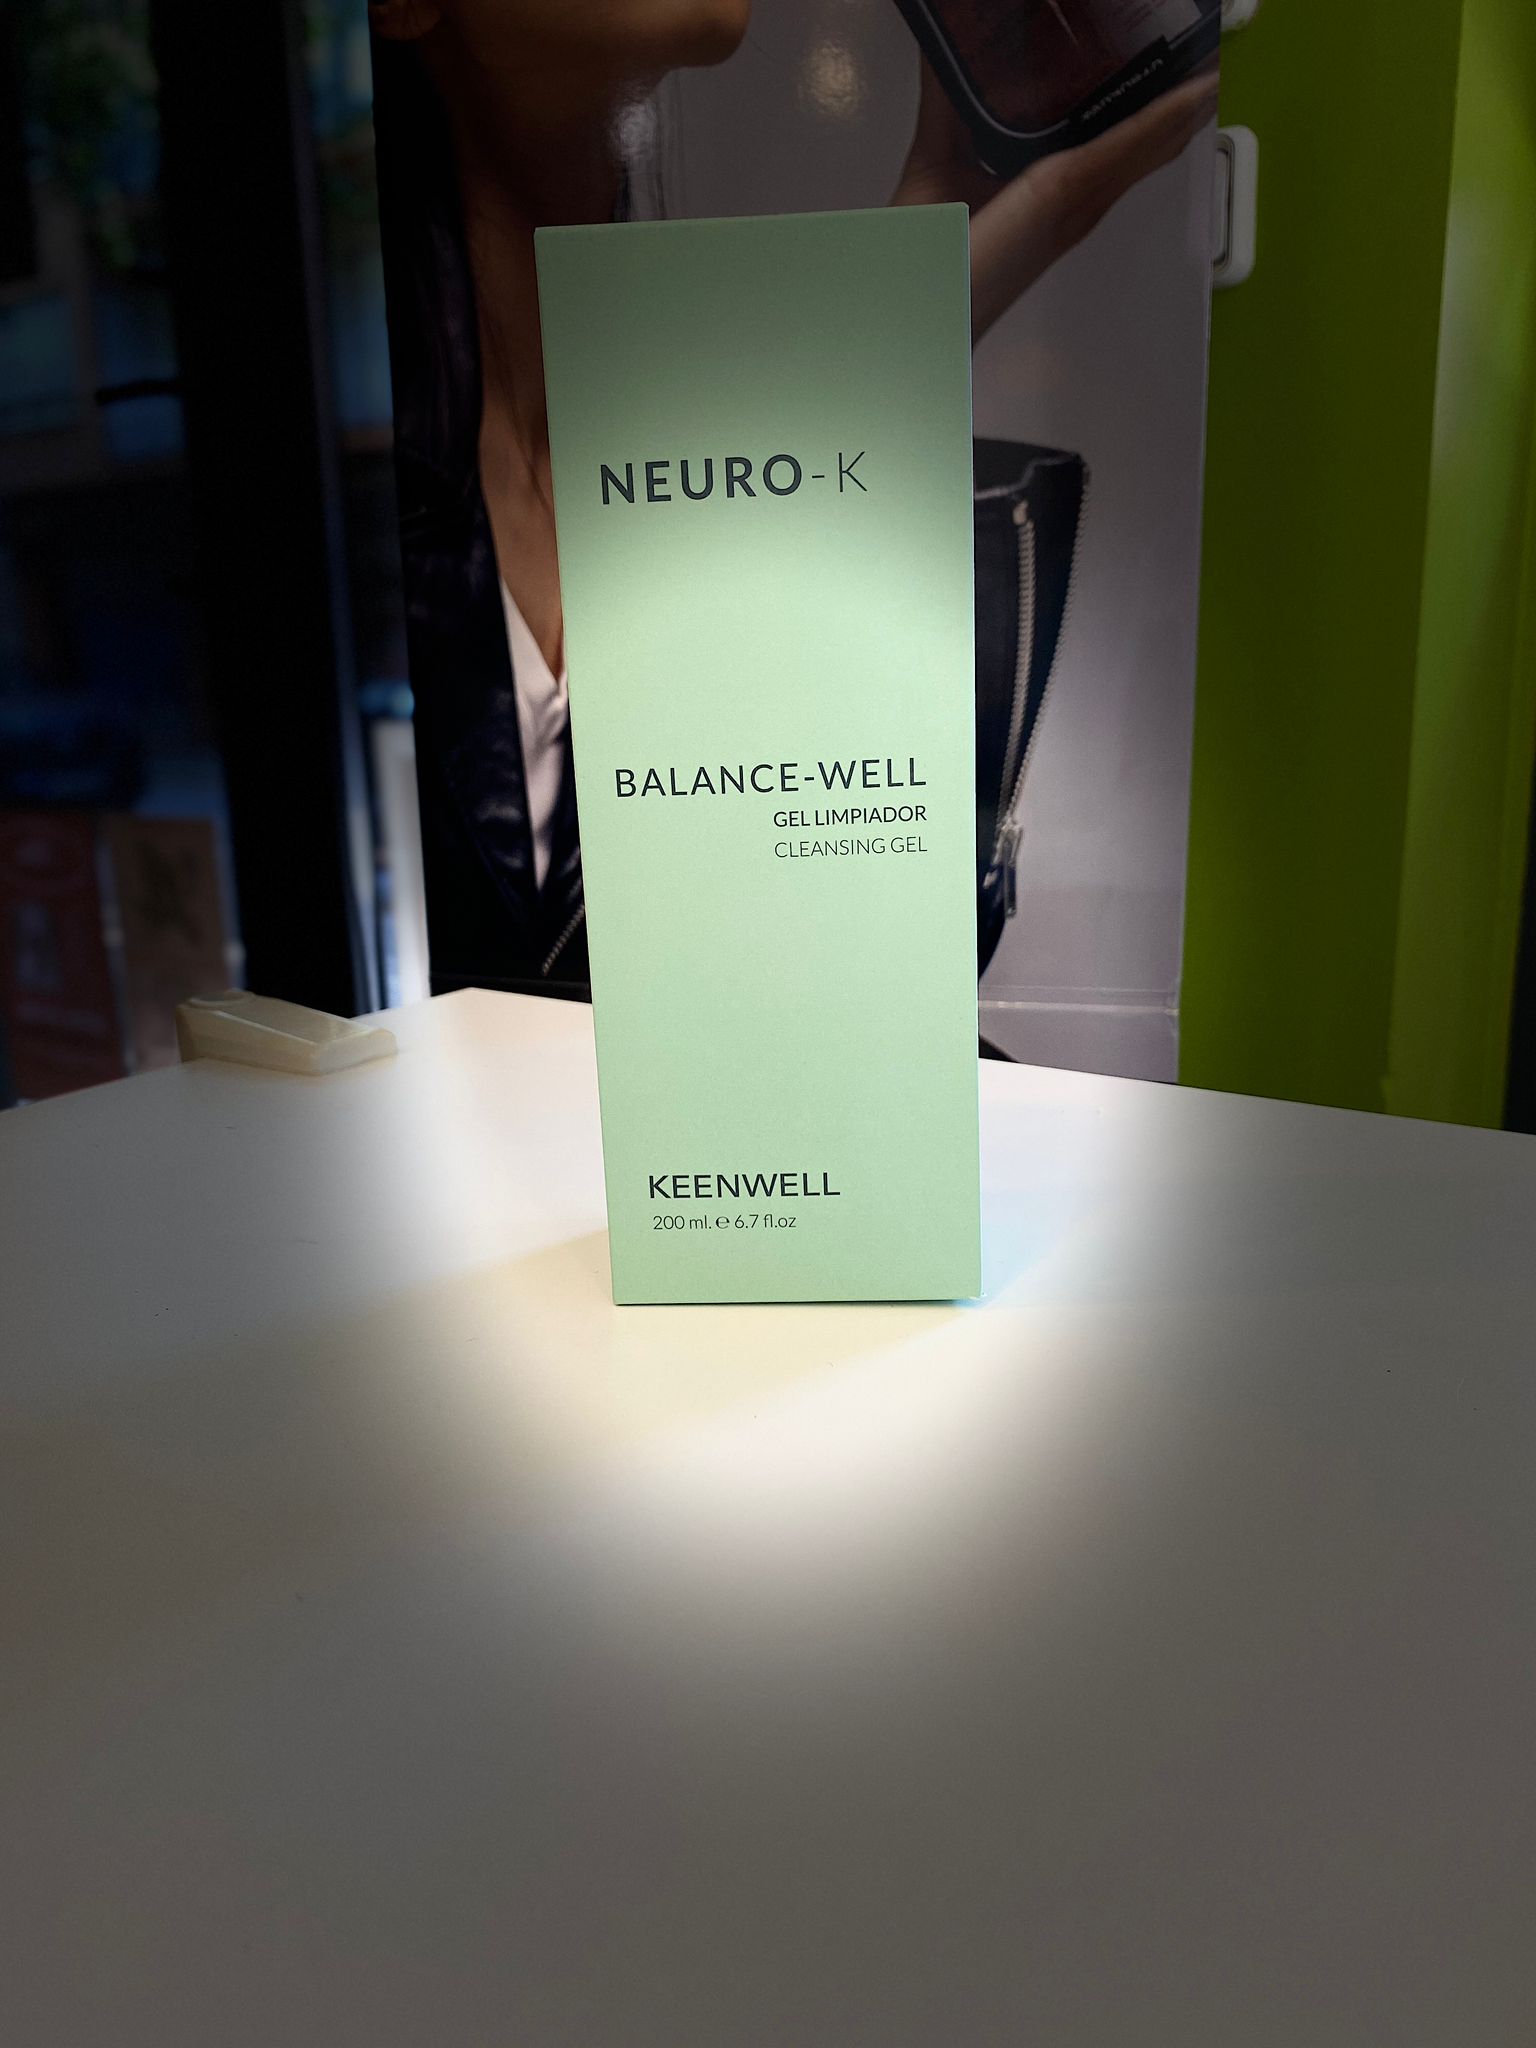 NEURO-K
BALANCE-WELL
GEL LIMPIADOR
CLEANSING GEL
KEENWELL
200 ml. ℮ 6.7 fl.oz